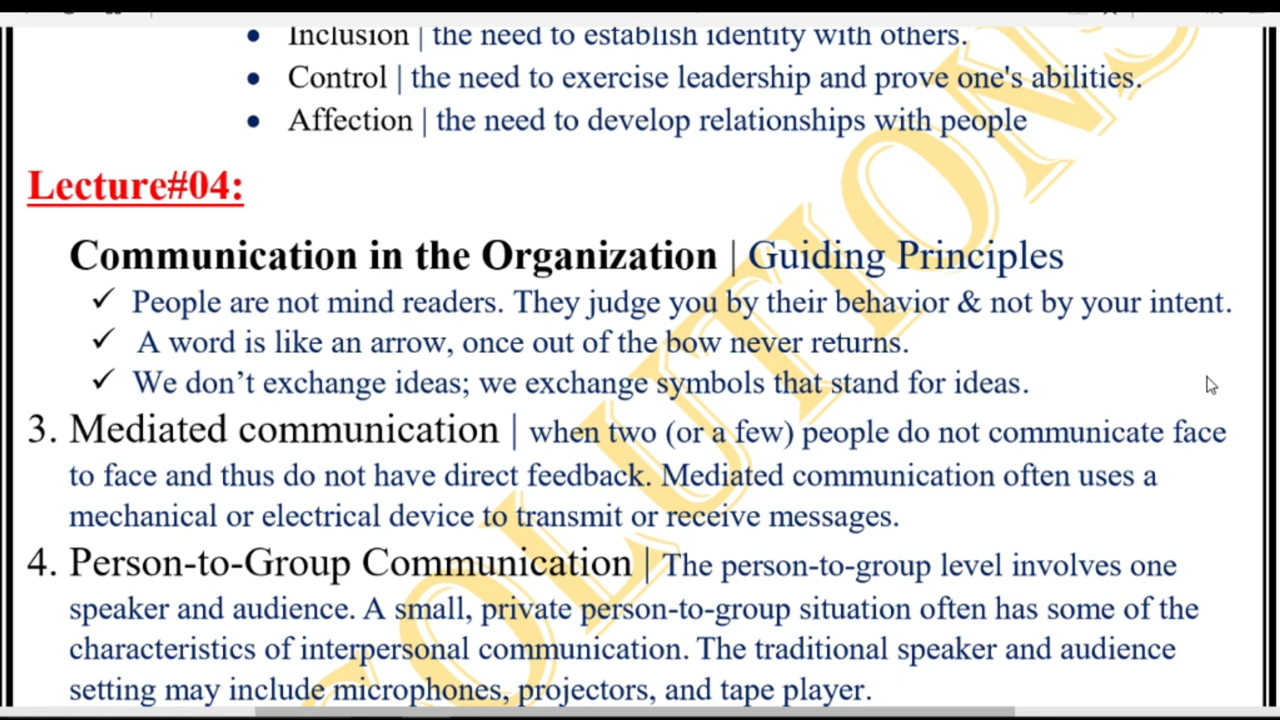 • Inclusion | the need to establish identity with others.
• Control | the need to exercise leadership and prove one's abilities.
• Affection | the need to develop relationships with people
Lecture#04:
Communication in the Organization | Guiding Principles
✓ People are not mind readers. They judge you by their behavior & not by your intent.
✓ A word is like an arrow, once out of the bow never returns.
✓ We don’t exchange ideas; we exchange symbols that stand for ideas.
3. Mediated communication | when two (or a few) people do not communicate face
to face and thus do not have direct feedback. Mediated communication often uses a
mechanical or electrical device to transmit or receive messages.
4. Person-to-Group Communication | The person-to-group level involves one
speaker and audience. A small, private person-to-group situation often has some of the
characteristics of interpersonal communication. The traditional speaker and audience
setting may include microphones, projectors, and tape player.
SOLUTIONS